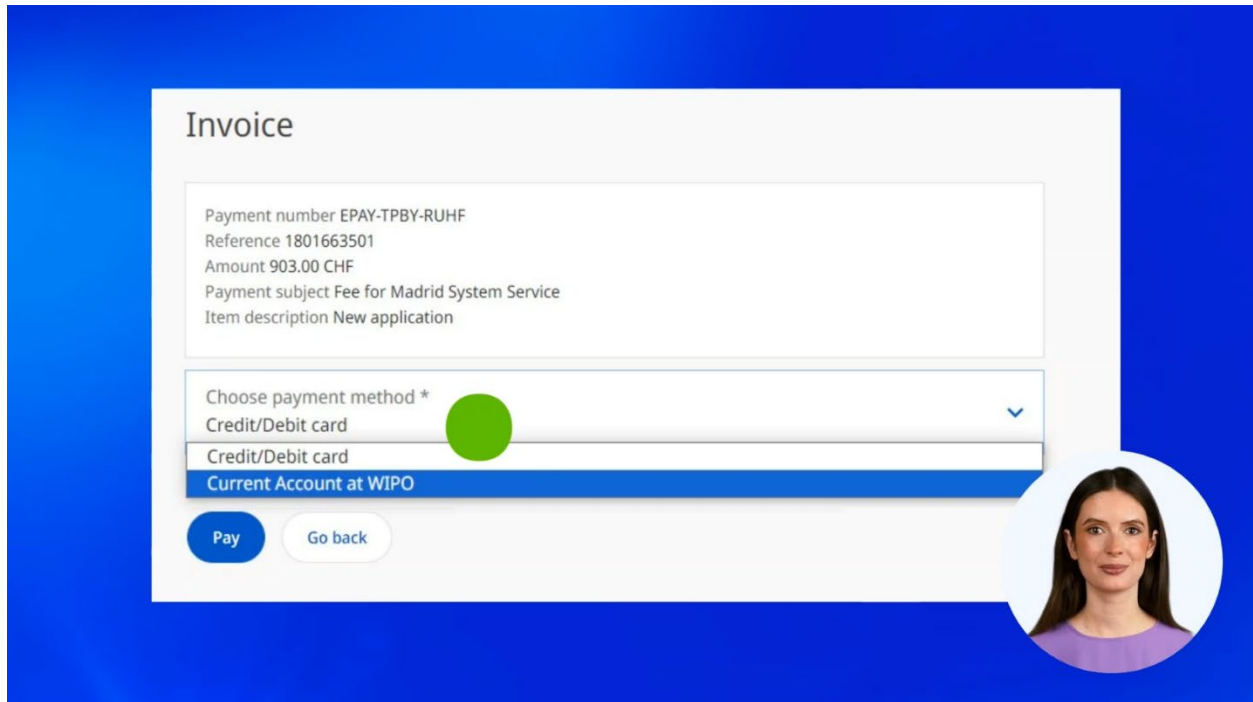 Invoice
Payment number EPAY-TPBY-RUHF
Reference 1801663501
Amount 903.00 CHF
Payment subject Fee for Madrid System Service
Item description New application
Choose payment method *
Credit/Debit card
Credit/Debit card
Current Account at WIPO
Pay
Go back